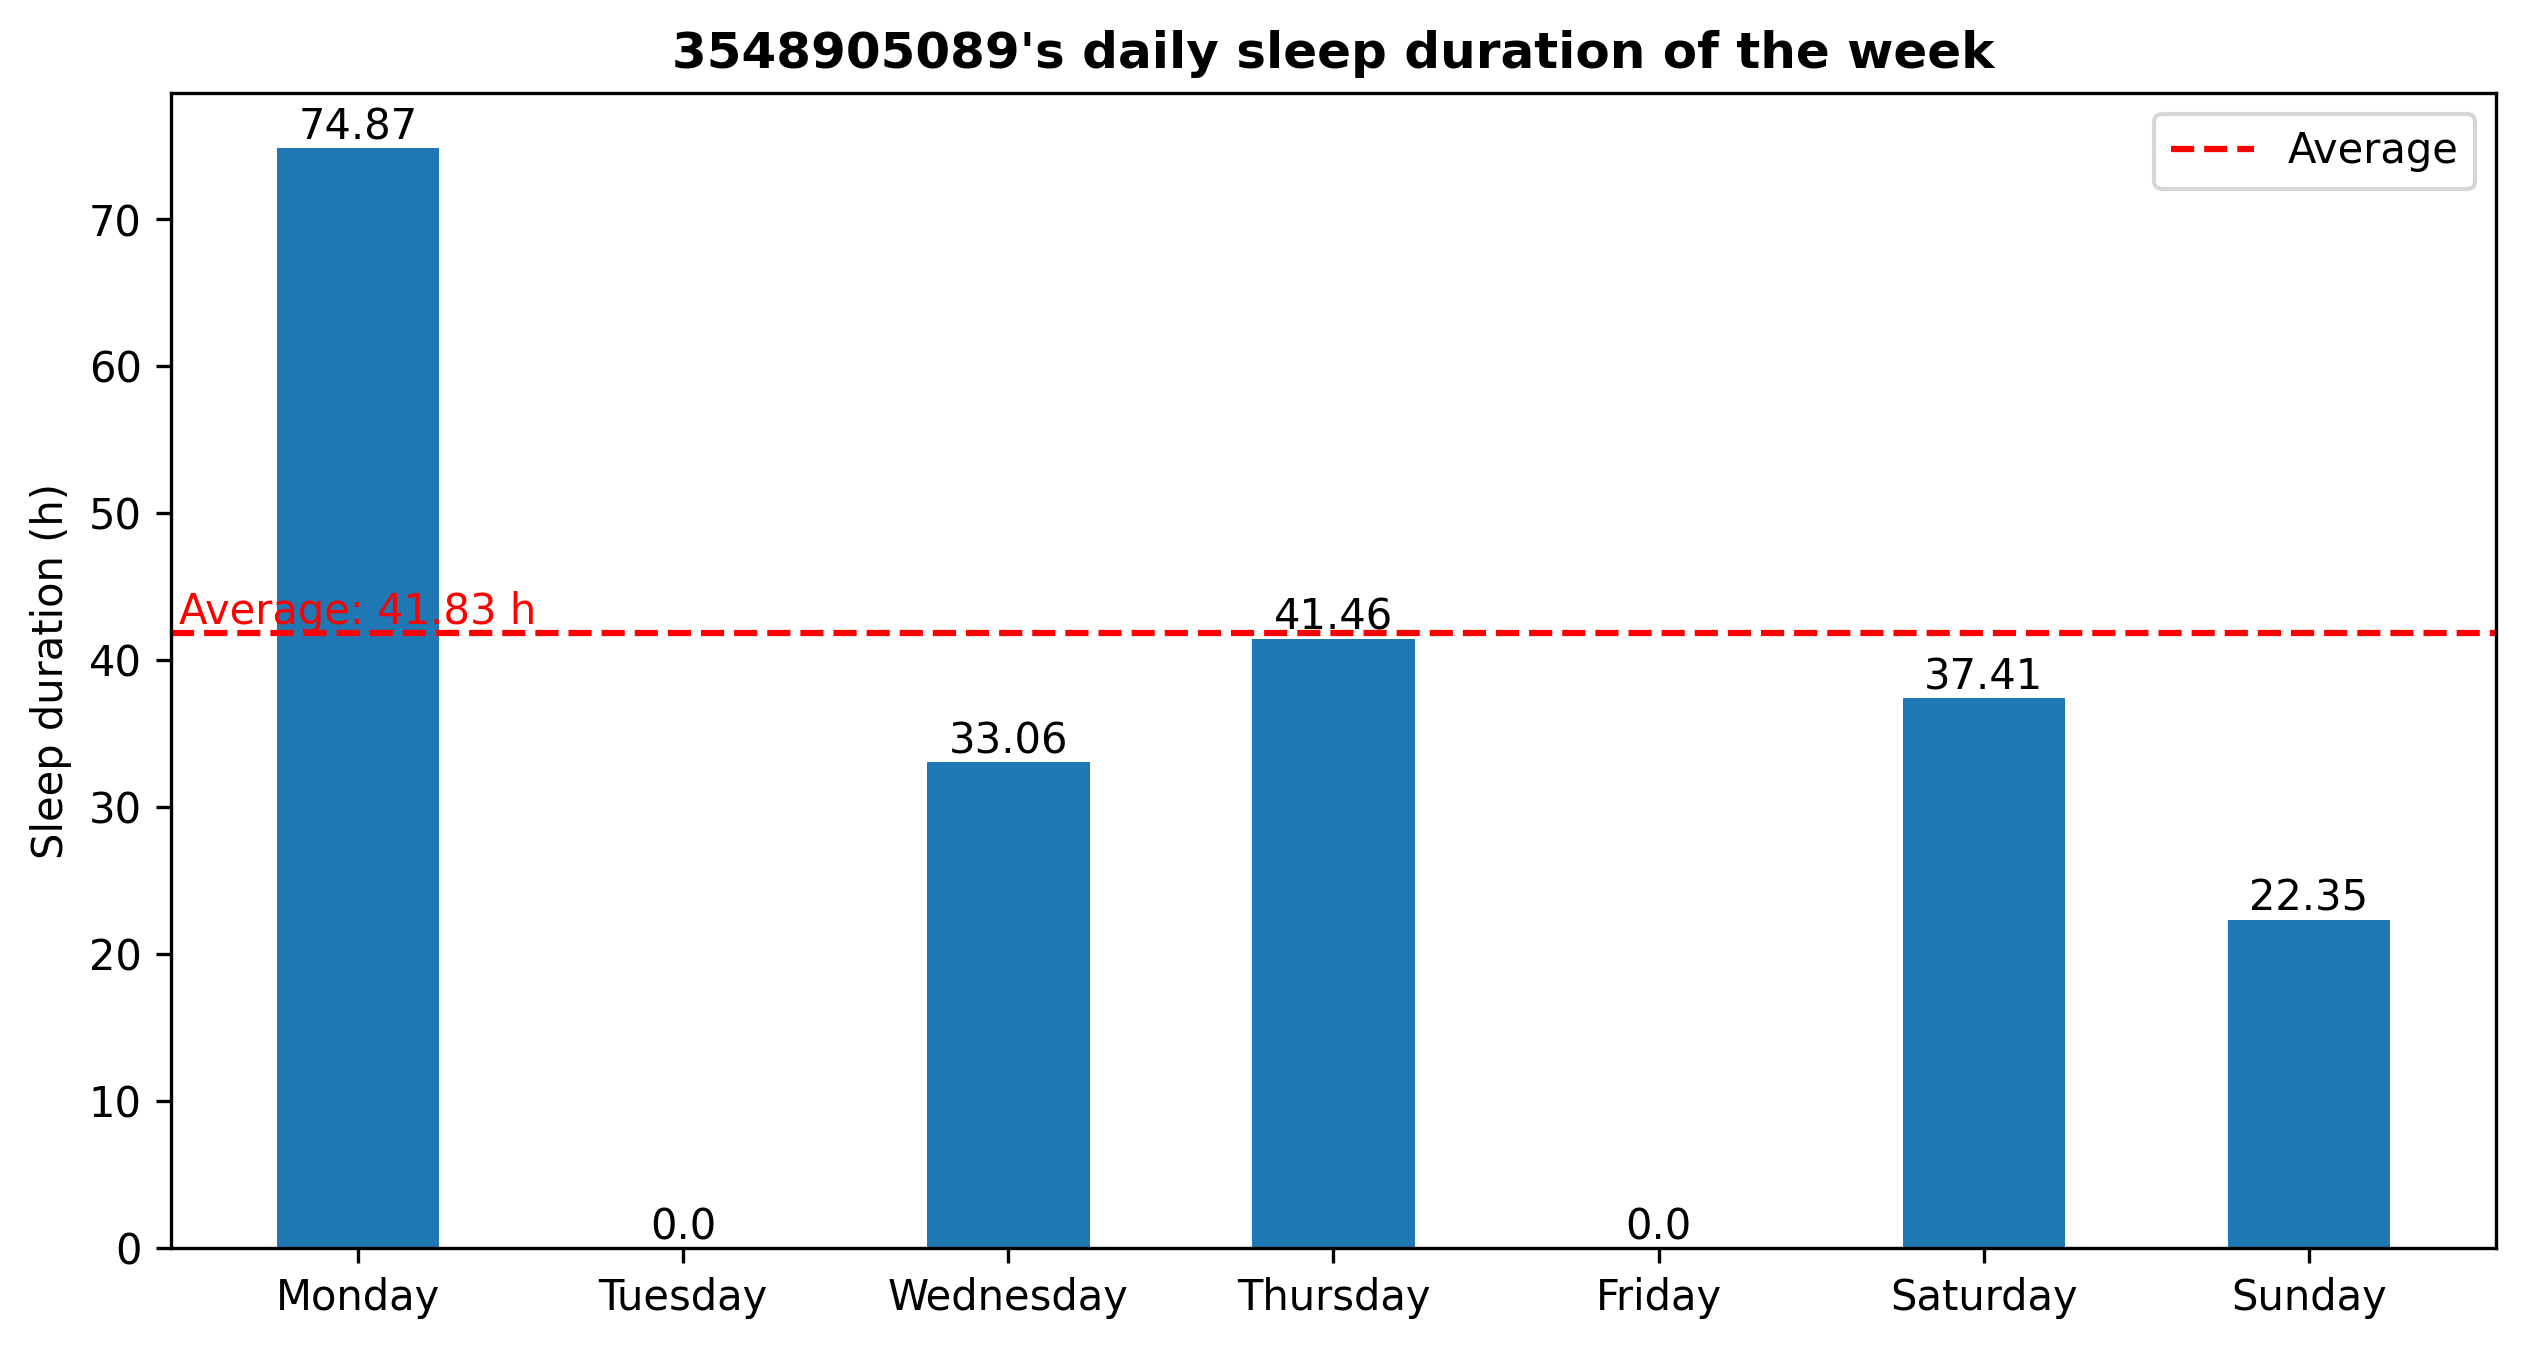 3548905089's daily sleep duration of the week
Average
Sleep duration (h)
70
60
50
40
30
20
10
0
74.87
0.0
33.06
41.46
0.0
37.41
22.35
Average: 41.83 h
Monday
Tuesday
Wednesday
Thursday
Friday
Saturday
Sunday